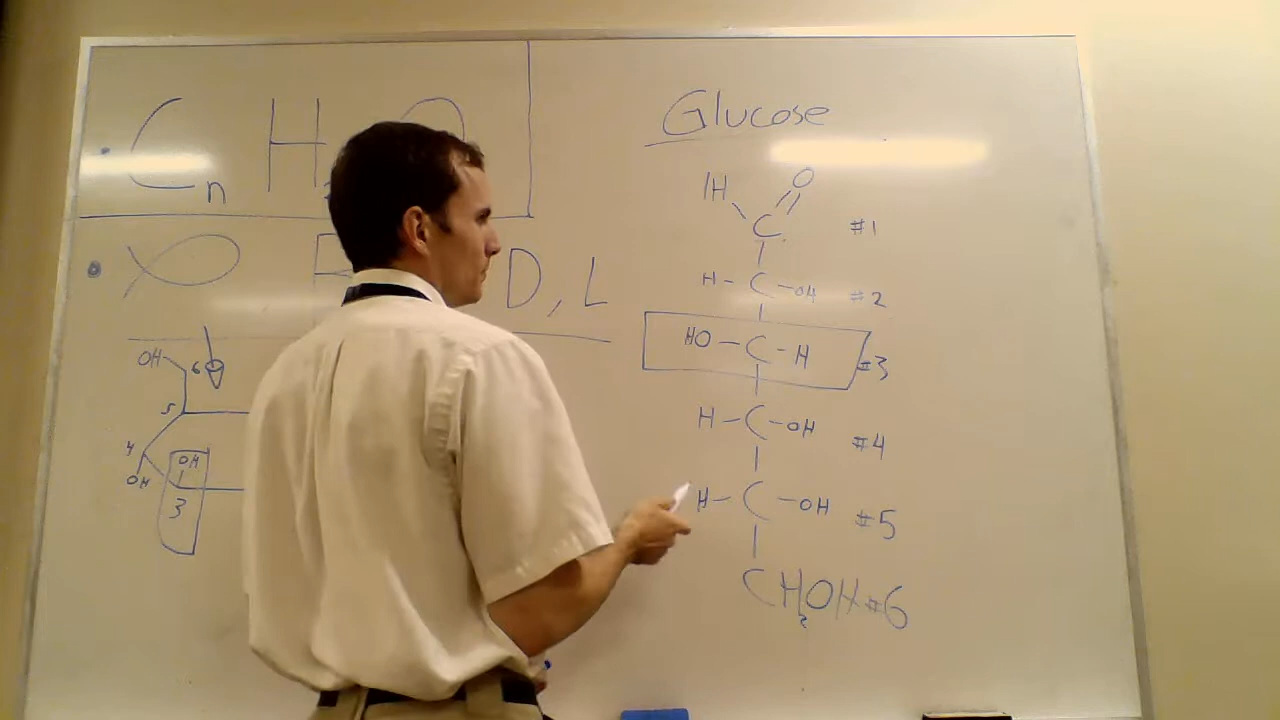 Cn H2O
α β D, L
OH 6
5
4
OH
OH
3
Glucose
H O
C #1
H-C-OH #2
HO-C-H #3
H-C-OH #4
H-C-OH #5
CH2OH #6